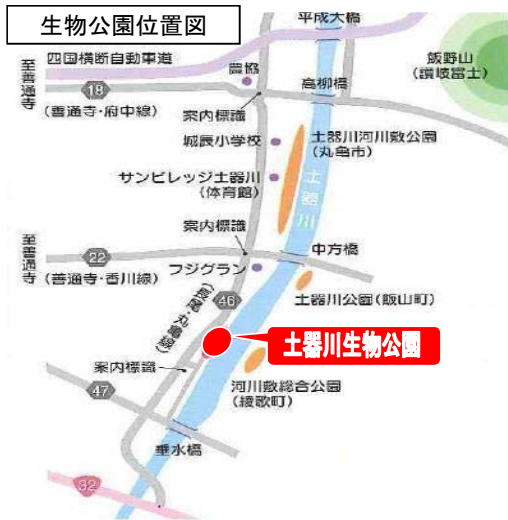 生物公園位置図
平成大橋
四国横断自動車道
至善通寺
農協
飯野山
(讃岐富士)
18
(善通寺・府中線)
高柳橋
案内標識
城辰小学校
土器川河川敷公園
(丸亀市)
サンビレッジ土器川
(体育館)
土器川
案内標識
至善通寺
中方橋
22
(善通寺・香川線)
フジグラン
46
(長尾・丸亀線)
土器川公園(飯山町)
土器川生物公園
案内標識
河川敷総合公園
(綾歌町)
47
垂水橋
32